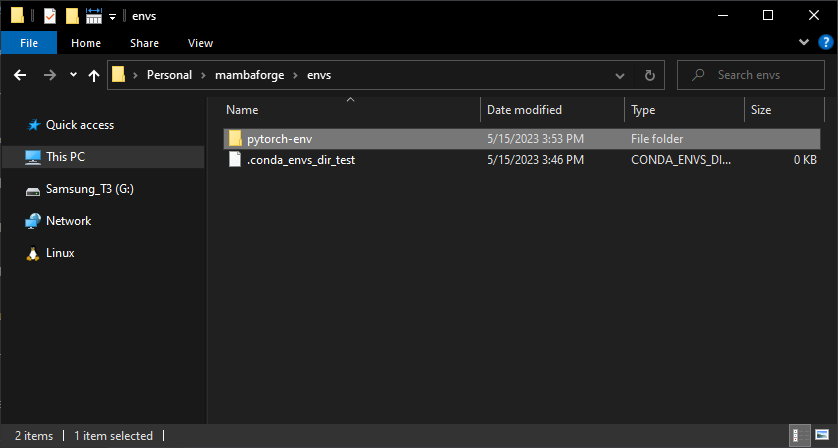 envs
File Home Share View
Personal mambaforge envs Search envs
Name Date modified Type Size
Quick access
This PC
Samsung_T3 (G:)
Network
Linux
pytorch-env 5/15/2023 3:53 PM File folder
.conda_envs_dir_test 5/15/2023 3:46 PM CONDA_ENVS_DI... 0 KB
2 items 1 item selected